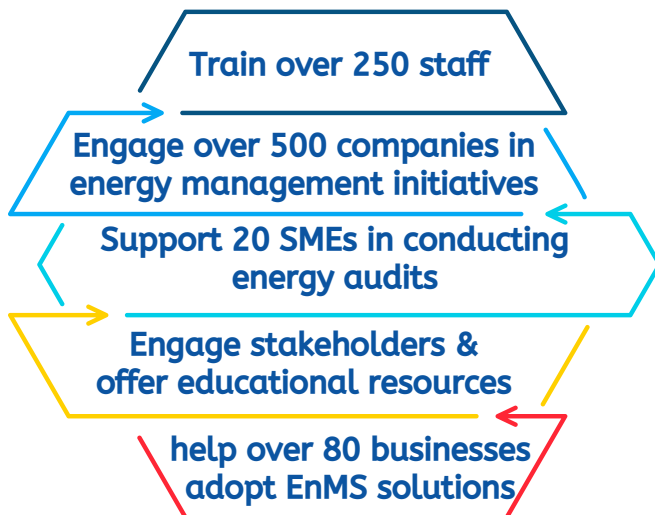 Train over 250 staff
Engage over 500 companies in
energy management initiatives
Support 20 SMEs in conducting
energy audits
Engage stakeholders &
offer educational resources
help over 80 businesses
adopt EnMS solutions